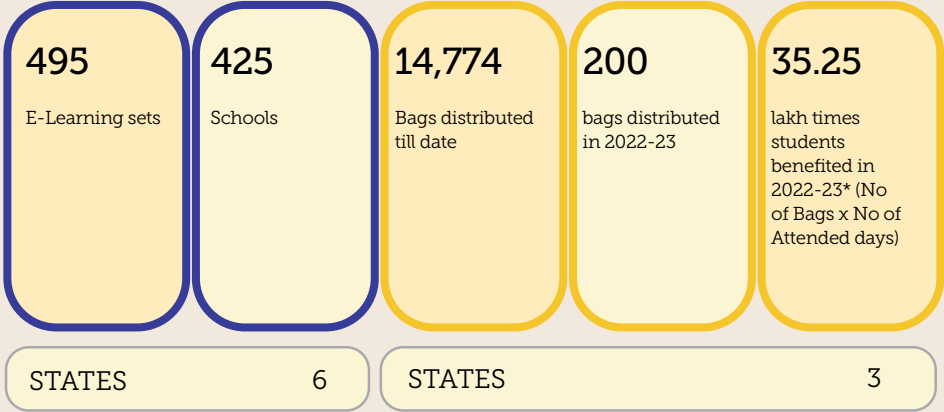 495
E-Learning sets
425
Schools
14,774
Bags distributed
till date
200
bags distributed
in 2022-23
35.25
lakh times
students
benefited in
2022-23* (No
of Bags x No of
Attended days)
STATES 6
STATES 3